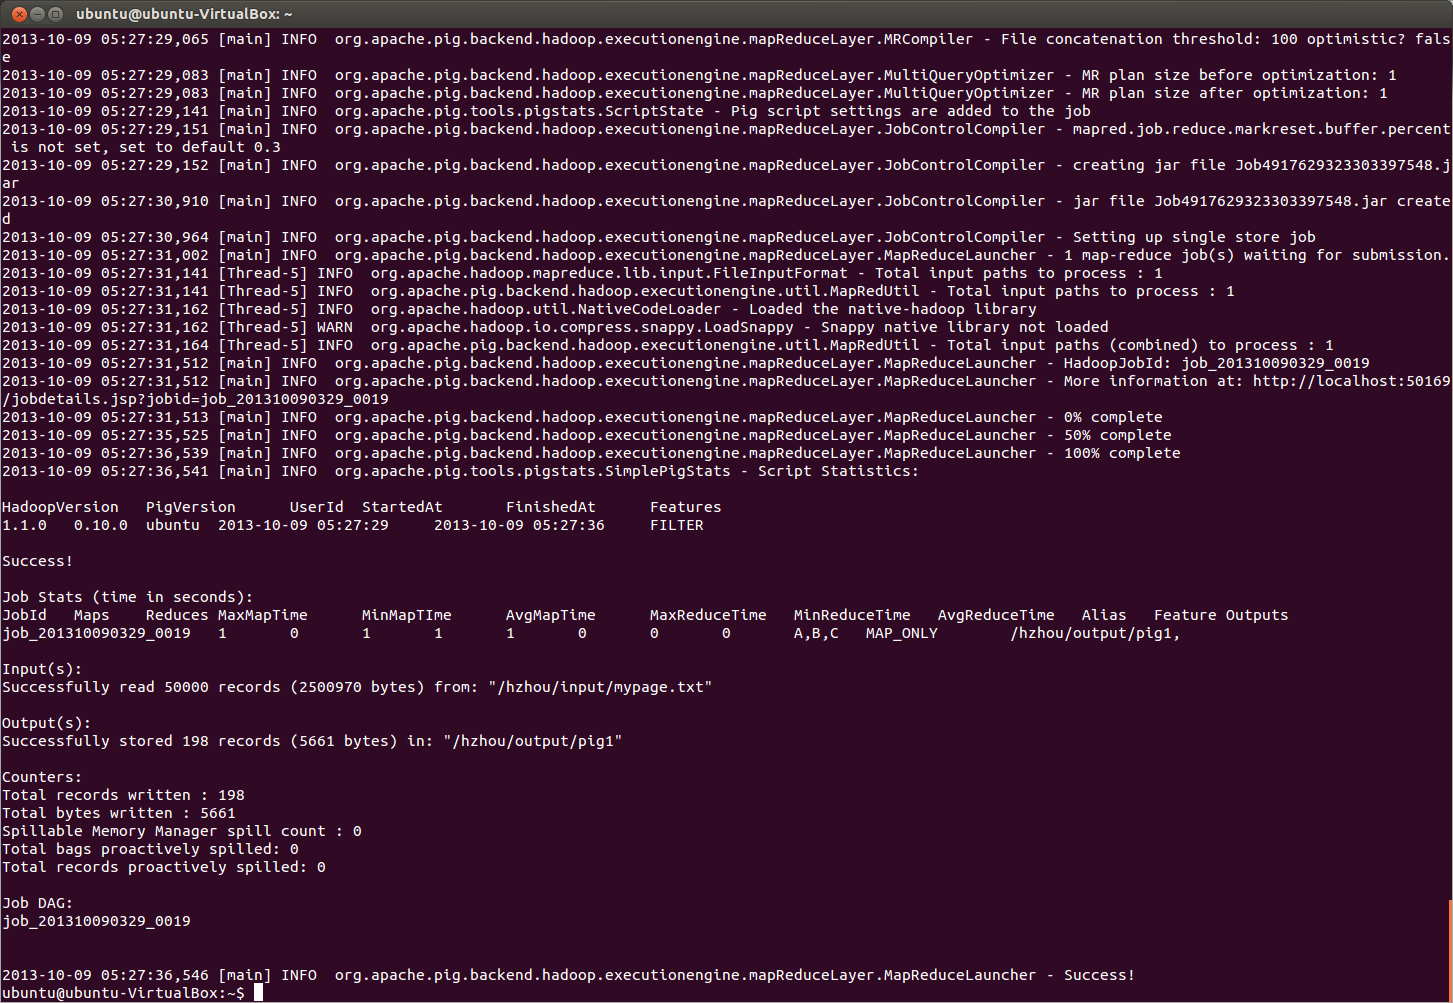 ubuntu@ubuntu-VirtualBox: ~
2013-10-09 05:27:29,065 [main] INFO  org.apache.pig.backend.hadoop.executionengine.mapReduceLayer.MRCompiler - File concatenation threshold: 100 optimistic? fals
e
2013-10-09 05:27:29,083 [main] INFO  org.apache.pig.backend.hadoop.executionengine.mapReduceLayer.MultiQueryOptimizer - MR plan size before optimization: 1
2013-10-09 05:27:29,083 [main] INFO  org.apache.pig.backend.hadoop.executionengine.mapReduceLayer.MultiQueryOptimizer - MR plan size after optimization: 1
2013-10-09 05:27:29,141 [main] INFO  org.apache.pig.tools.pigstats.ScriptState - Pig script settings are added to the job
2013-10-09 05:27:29,151 [main] INFO  org.apache.pig.backend.hadoop.executionengine.mapReduceLayer.JobControlCompiler - mapred.job.reduce.markreset.buffer.percent
 is not set, set to default 0.3
2013-10-09 05:27:29,152 [main] INFO  org.apache.pig.backend.hadoop.executionengine.mapReduceLayer.JobControlCompiler - creating jar file Job4917629323303397548.j
ar
2013-10-09 05:27:30,910 [main] INFO  org.apache.pig.backend.hadoop.executionengine.mapReduceLayer.JobControlCompiler - jar file Job4917629323303397548.jar create
d
2013-10-09 05:27:30,964 [main] INFO  org.apache.pig.backend.hadoop.executionengine.mapReduceLayer.JobControlCompiler - Setting up single store job
2013-10-09 05:27:31,002 [main] INFO  org.apache.pig.backend.hadoop.executionengine.mapReduceLayer.MapReduceLauncher - 1 map-reduce job(s) waiting for submission.
2013-10-09 05:27:31,141 [Thread-5] INFO  org.apache.hadoop.mapreduce.lib.input.FileInputFormat - Total input paths to process : 1
2013-10-09 05:27:31,141 [Thread-5] INFO  org.apache.pig.backend.hadoop.executionengine.util.MapRedUtil - Total input paths to process : 1
2013-10-09 05:27:31,162 [Thread-5] INFO  org.apache.hadoop.util.NativeCodeLoader - Loaded the native-hadoop library
2013-10-09 05:27:31,162 [Thread-5] WARN  org.apache.hadoop.io.compress.snappy.LoadSnappy - Snappy native library not loaded
2013-10-09 05:27:31,164 [Thread-5] INFO  org.apache.pig.backend.hadoop.executionengine.util.MapRedUtil - Total input paths (combined) to process : 1
2013-10-09 05:27:31,512 [main] INFO  org.apache.pig.backend.hadoop.executionengine.mapReduceLayer.MapReduceLauncher - HadoopJobId: job_201310090329_0019
2013-10-09 05:27:31,512 [main] INFO  org.apache.pig.backend.hadoop.executionengine.mapReduceLayer.MapReduceLauncher - More information at: http://localhost:50169
/jobdetails.jsp?jobid=job_201310090329_0019
2013-10-09 05:27:31,513 [main] INFO  org.apache.pig.backend.hadoop.executionengine.mapReduceLayer.MapReduceLauncher - 0% complete
2013-10-09 05:27:35,525 [main] INFO  org.apache.pig.backend.hadoop.executionengine.mapReduceLayer.MapReduceLauncher - 50% complete
2013-10-09 05:27:36,539 [main] INFO  org.apache.pig.backend.hadoop.executionengine.mapReduceLayer.MapReduceLauncher - 100% complete
2013-10-09 05:27:36,541 [main] INFO  org.apache.pig.tools.pigstats.SimplePigStats - Script Statistics:

HadoopVersion   PigVersion      UserId  StartedAt       FinishedAt      Features
1.1.0   0.10.0  ubuntu  2013-10-09 05:27:29     2013-10-09 05:27:36     FILTER

Success!

Job Stats (time in seconds):
JobId   Maps    Reduces MaxMapTime      MinMapTIme      AvgMapTime      MaxReduceTime   MinReduceTime   AvgReduceTime   Alias   Feature Outputs
job_201310090329_0019   1       0       1       1       1       0       0       0       A,B,C   MAP_ONLY        /hzhou/output/pig1,

Input(s):
Successfully read 50000 records (2500970 bytes) from: "/hzhou/input/mypage.txt"

Output(s):
Successfully stored 198 records (5661 bytes) in: "/hzhou/output/pig1"

Counters:
Total records written : 198
Total bytes written : 5661
Spillable Memory Manager spill count : 0
Total bags proactively spilled: 0
Total records proactively spilled: 0

Job DAG:
job_201310090329_0019

2013-10-09 05:27:36,546 [main] INFO  org.apache.pig.backend.hadoop.executionengine.mapReduceLayer.MapReduceLauncher - Success!
ubuntu@ubuntu-VirtualBox:~$